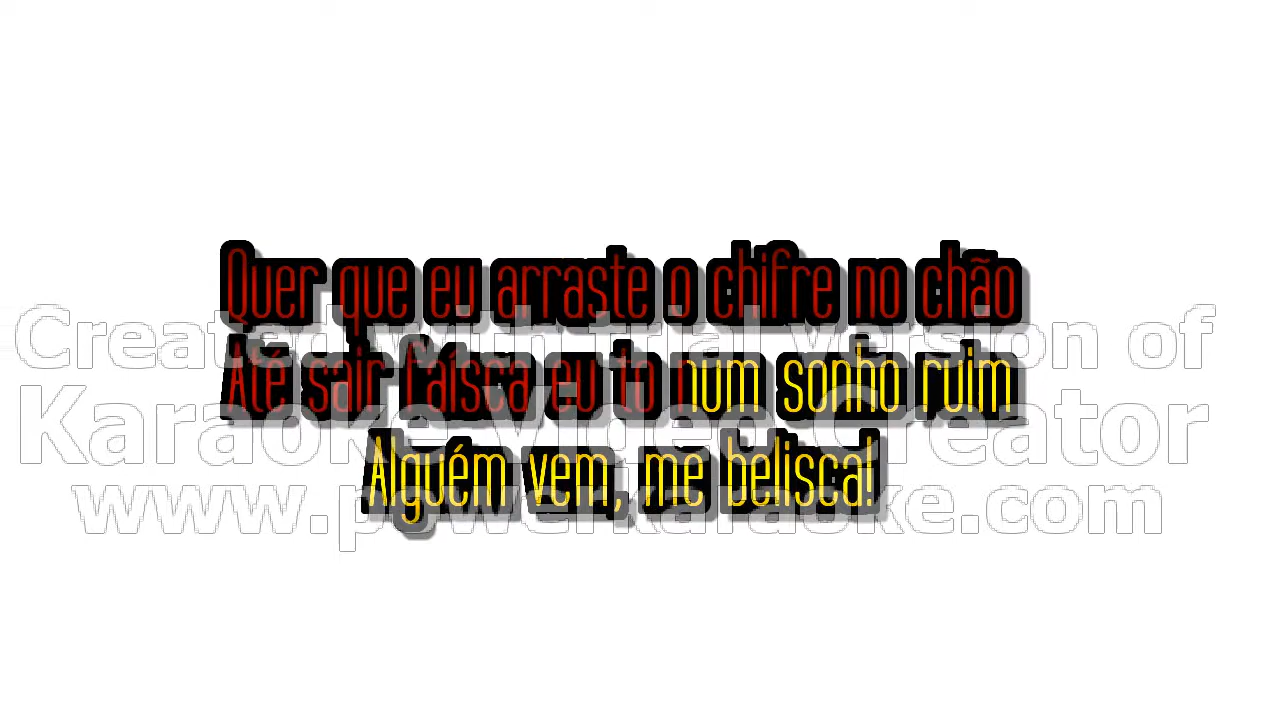 Quer que eu arraste o chifre no chão
Até sair faísca eu to num sonho ruim
Alguém vem, me belisca!
Created with trial version of
Karaoke Video Creator
www.powerkaraoke.com